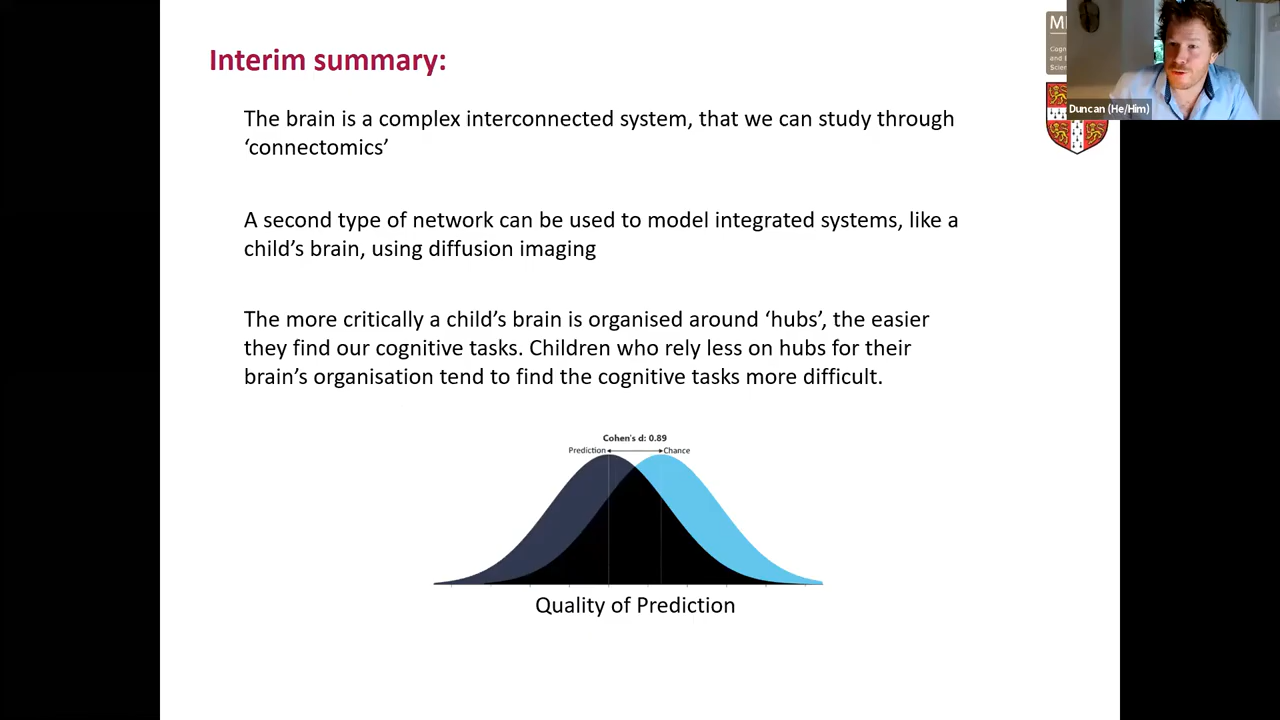 Interim summary:
The brain is a complex interconnected system, that we can study through
‘connectomics’
A second type of network can be used to model integrated systems, like a
child’s brain, using diffusion imaging
The more critically a child’s brain is organised around ‘hubs’, the easier
they find our cognitive tasks. Children who rely less on hubs for their
brain’s organisation tend to find the cognitive tasks more difficult.
Cohen's d: 0.89
Prediction
Chance
Quality of Prediction
Duncan (He/Him)